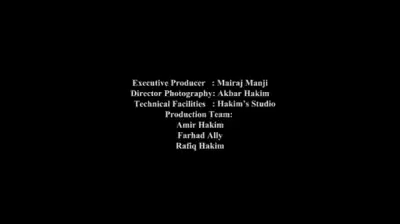 Executive Producer : Mairaj Manji
Director Photography: Akbar Hakim
Technical Facilities : Hakim's Studio
Production Team:
Amir Hakim
Farhad Ally
Rafiq Hakim